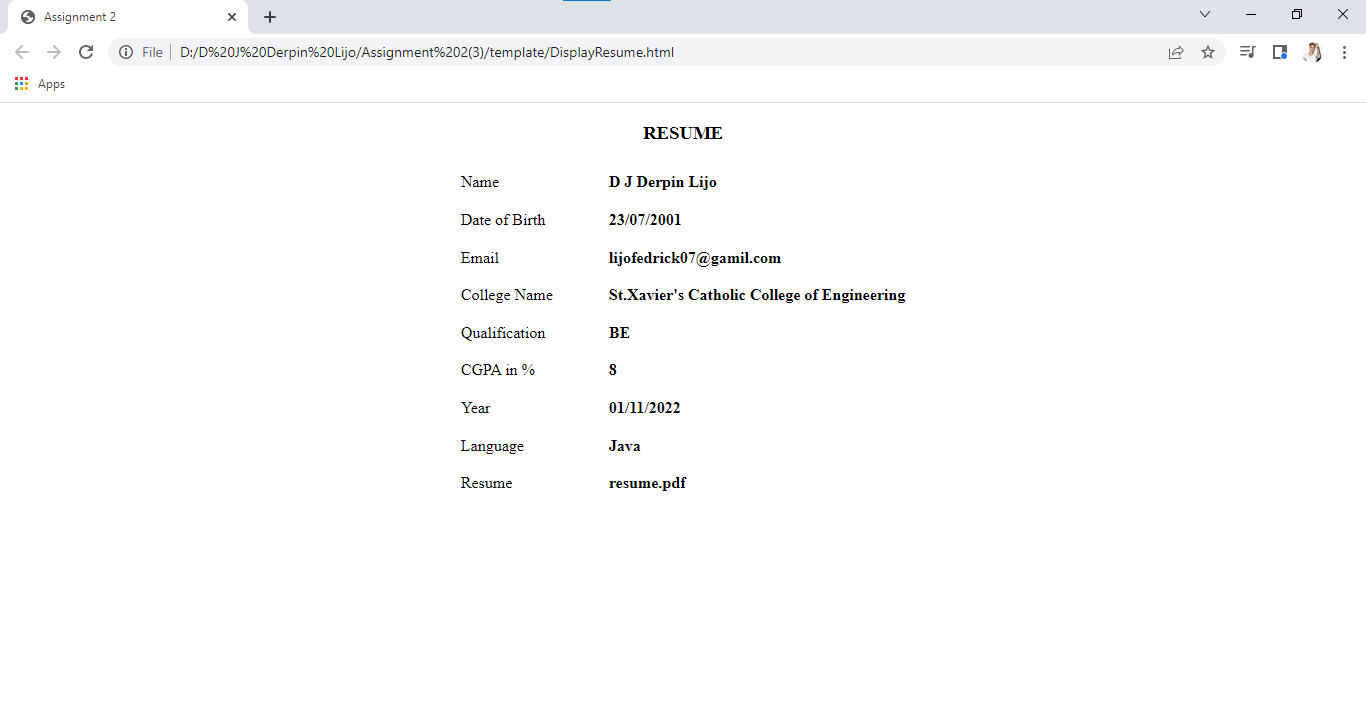 Assignment 2
File D:/D%20J%20Derpin%20Lijo/Assignment%202(3)/template/DisplayResume.html
Apps
RESUME
Name D J Derpin Lijo
Date of Birth 23/07/2001
Email lijofedrick07@gamil.com
College Name St.Xavier's Catholic College of Engineering
Qualification BE
CGPA in % 8
Year 01/11/2022
Language Java
Resume resume.pdf